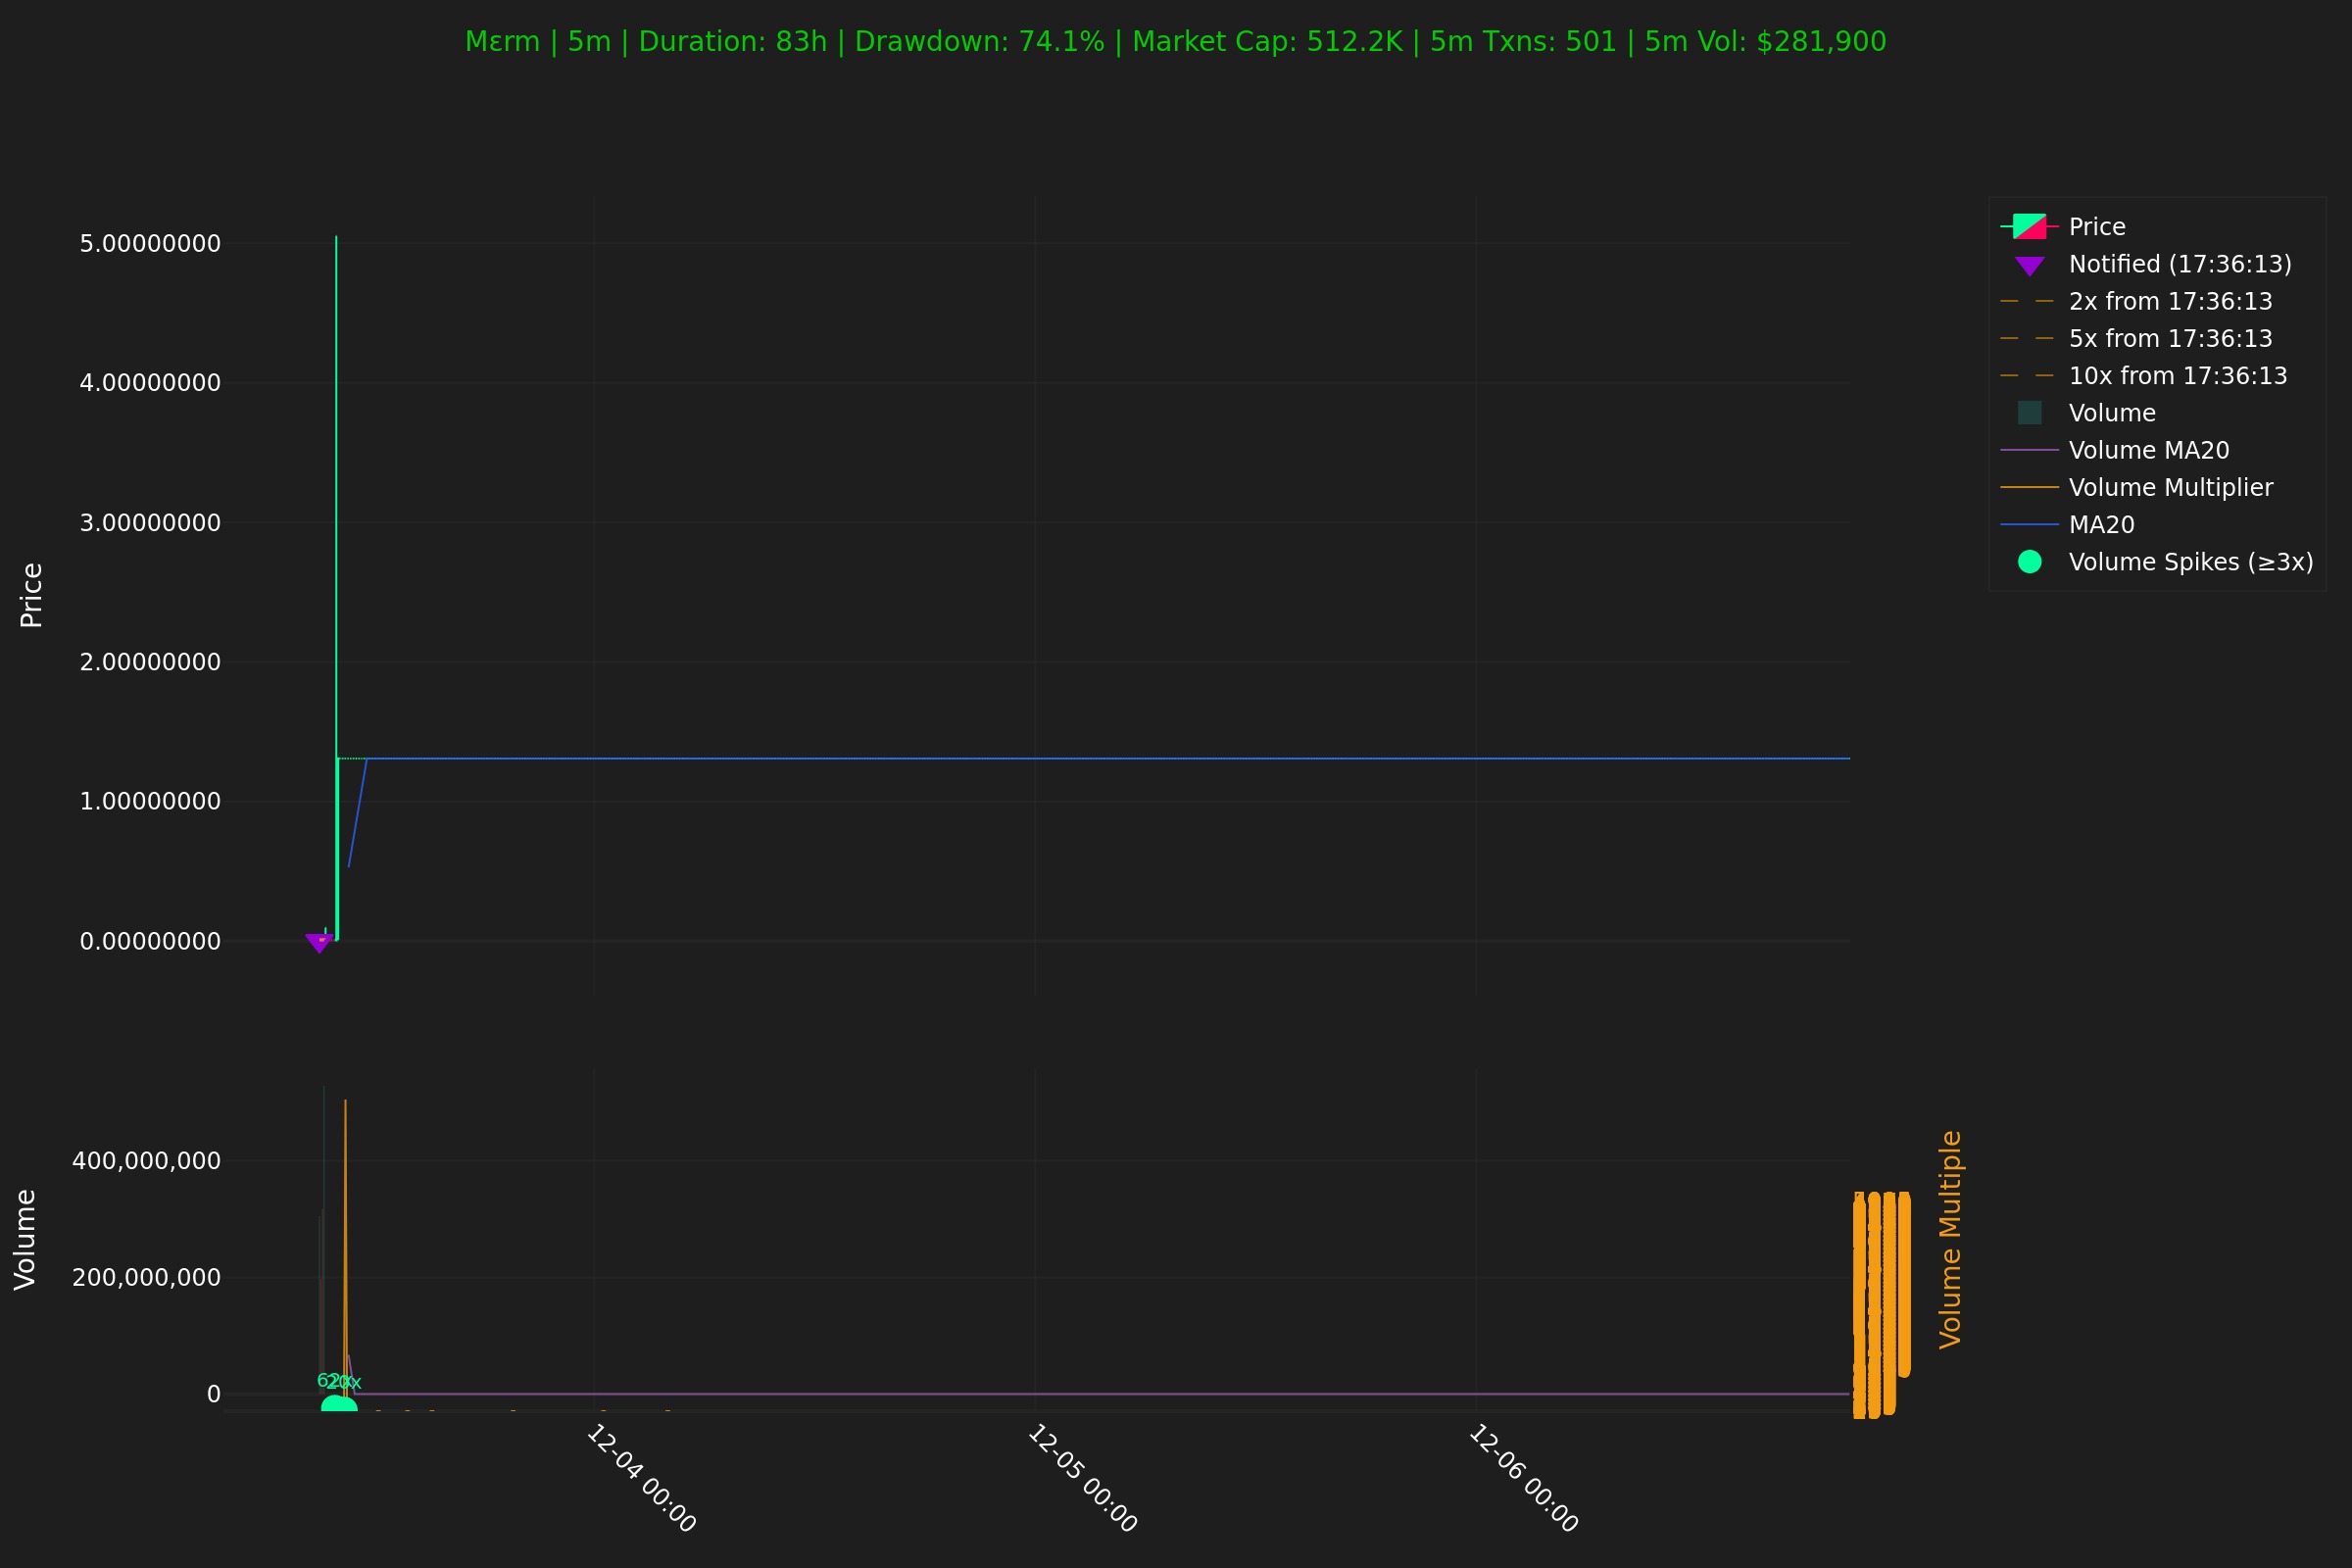 Mεrm | 5m | Duration: 83h | Drawdown: 74.1% | Market Cap: 512.2K | 5m Txns: 501 | 5m Vol: $281,900
Price
5.00000000
4.00000000
3.00000000
2.00000000
1.00000000
0.00000000
Price
Notified (17:36:13)
2x from 17:36:13
5x from 17:36:13
10x from 17:36:13
Volume
Volume MA20
Volume Multiplier
MA20
Volume Spikes (≥3x)
Volume
400,000,000
200,000,000
0
20x
Volume Multiple
12-04 00:00
12-05 00:00
12-06 00:00